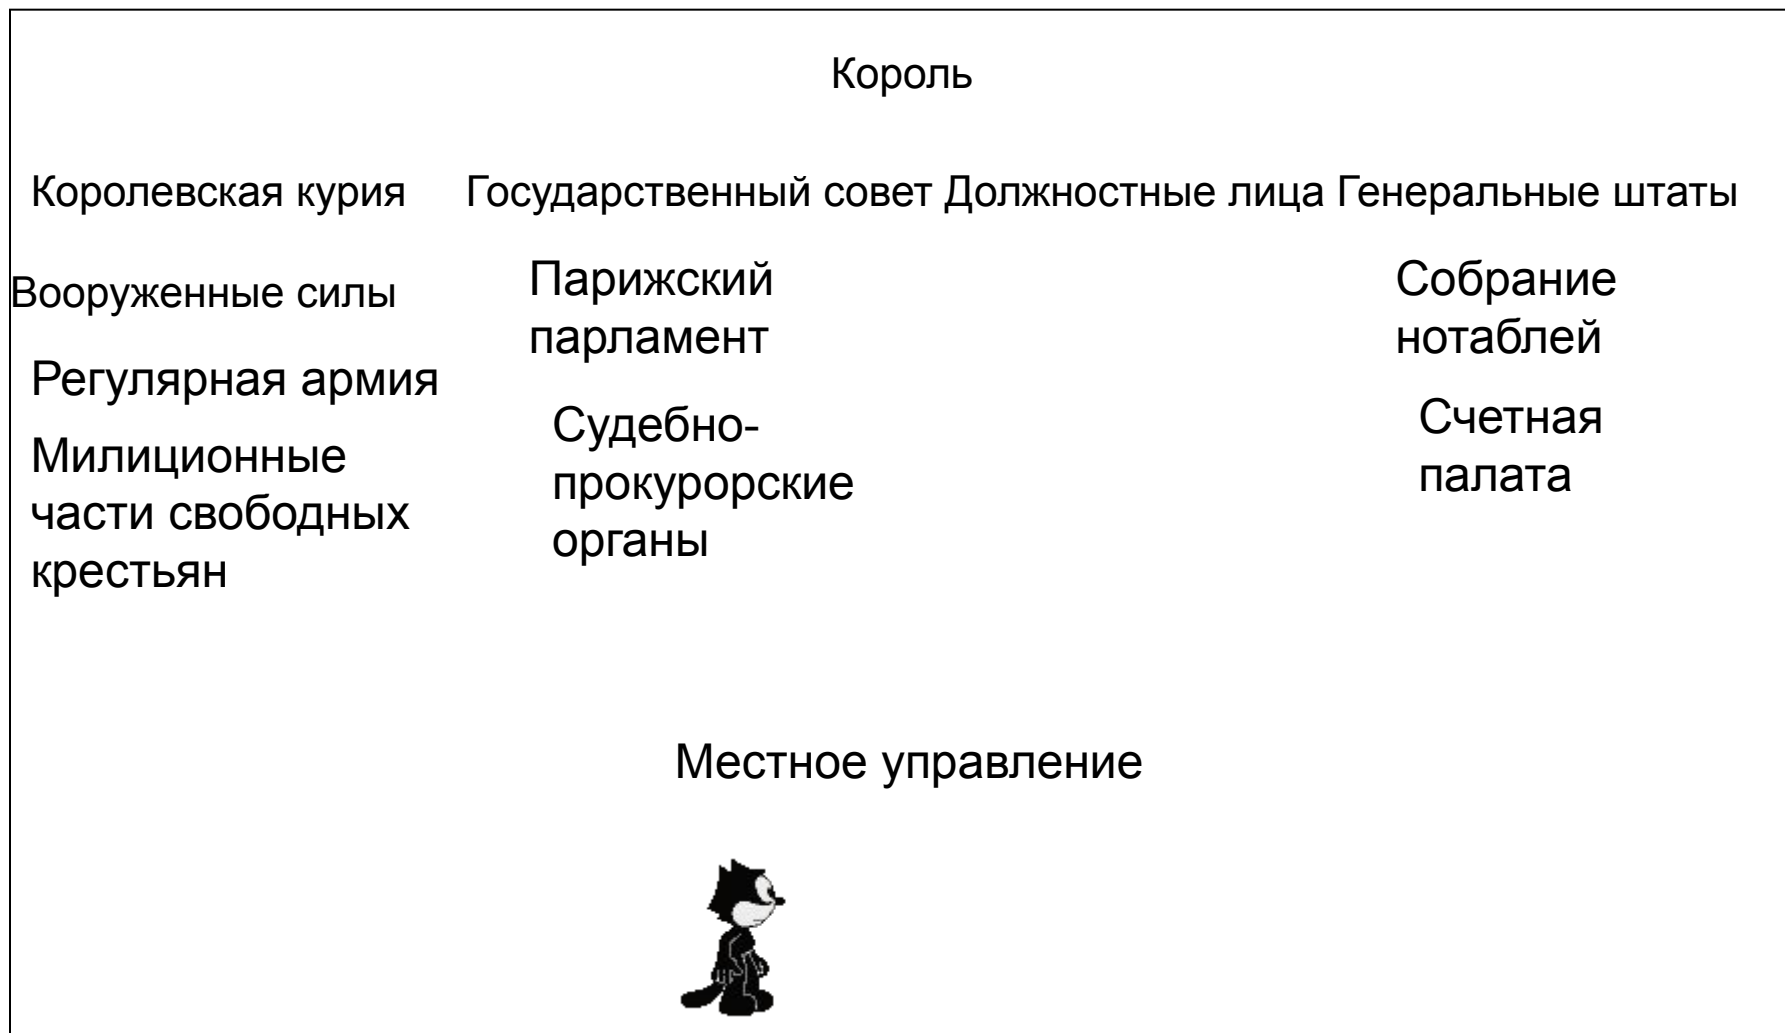 Король
Королевская курия
Государственный совет
Должностные лица
Генеральные штаты
Вооруженные силы
Регулярная армия
Милиционные
части свободных
крестьян
Парижский
парламент
Судебно-
прокурорские
органы
Собрание
нотаблей
Счетная
палата
Местное управление